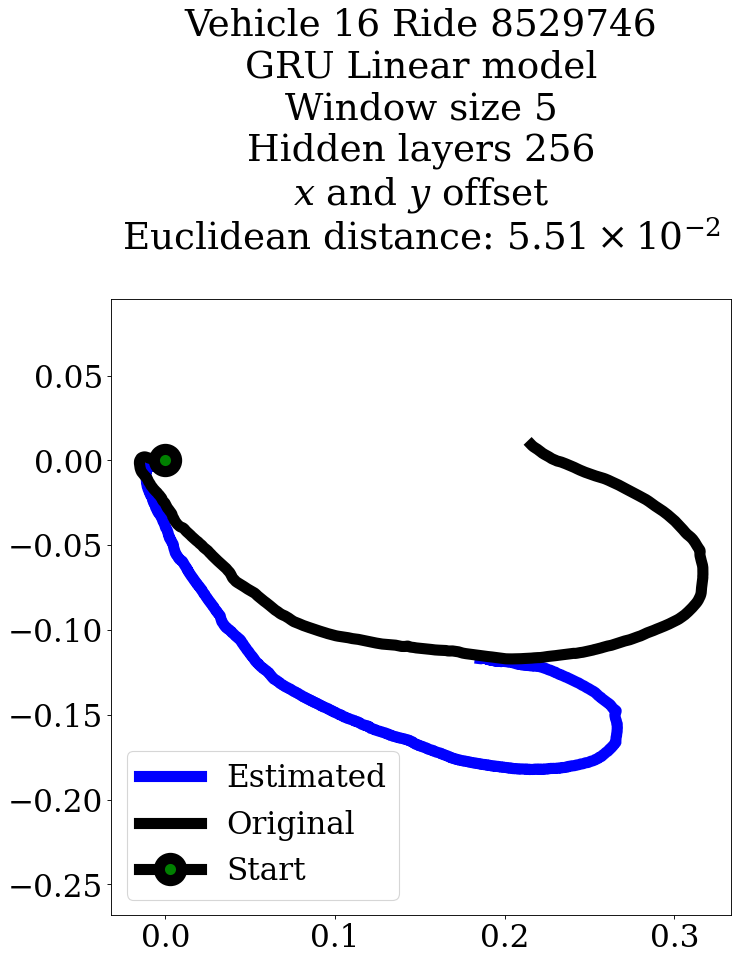 Vehicle 16 Ride 8529746
GRU Linear model
Window size 5
Hidden layers 256
x and y offset
Euclidean distance: 5.51 × 10⁻²
0.05
0.00
−0.05
−0.10
−0.15
−0.20
−0.25
Estimated
Original
Start
0.0 0.1 0.2 0.3